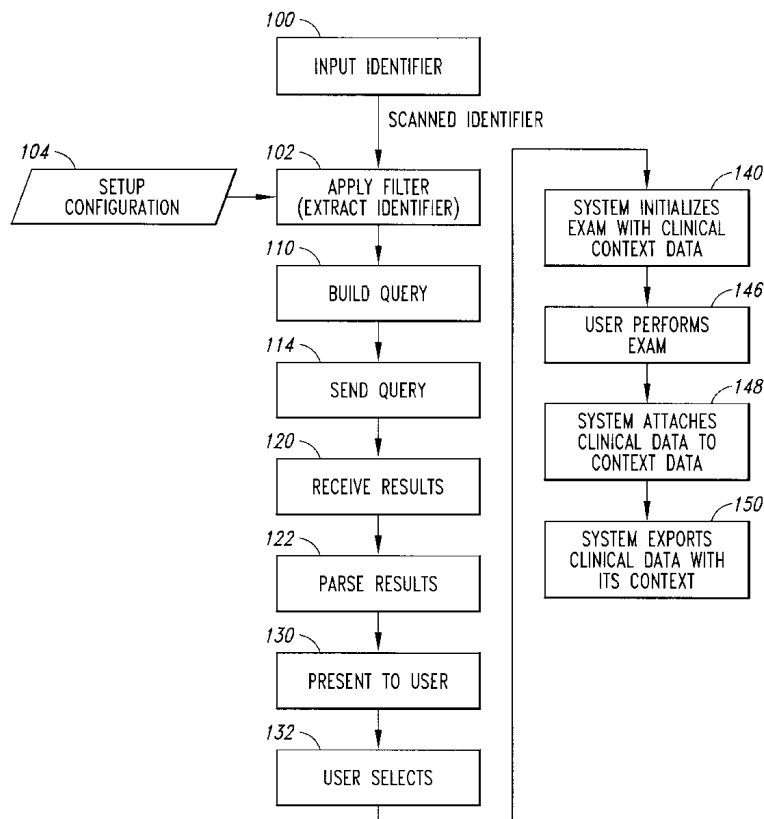 100
INPUT IDENTIFIER
SCANNED IDENTIFIER
104
SETUP
CONFIGURATION
102
APPLY FILTER
(EXTRACT IDENTIFIER)
110
BUILD QUERY
114
SEND QUERY
120
RECEIVE RESULTS
122
PARSE RESULTS
130
PRESENT TO USER
132
USER SELECTS
140
SYSTEM INITIALIZES
EXAM WITH CLINICAL
CONTEXT DATA
146
USER PERFORMS
EXAM
148
SYSTEM ATTACHES
CLINICAL DATA TO
CONTEXT DATA
150
SYSTEM EXPORTS
CLINICAL DATA WITH
ITS CONTEXT